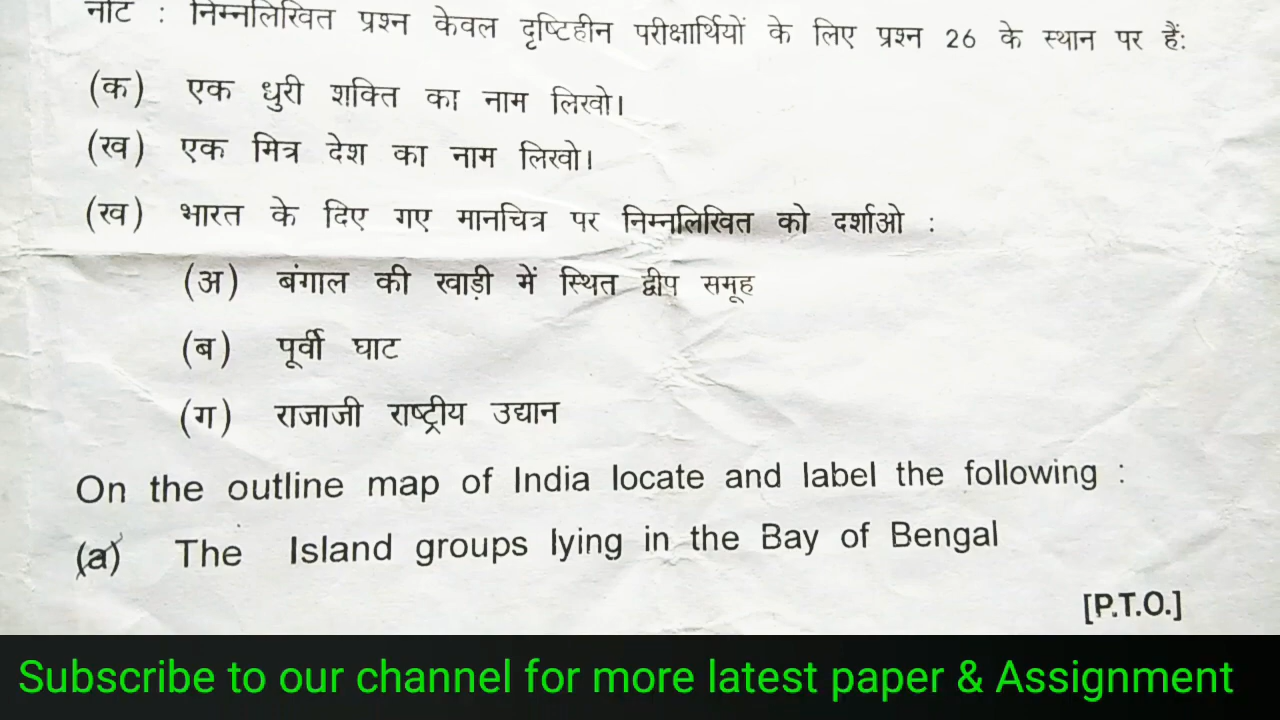 नोट : निम्नलिखित प्रश्न केवल दृष्टिहीन परीक्षार्थियों के लिए प्रश्न 26 के स्थान पर हैं:
(क) एक धुरी शक्ति का नाम लिखो।
(ख) एक मित्र देश का नाम लिखो।
(ख) भारत के दिए गए मानचित्र पर निम्नलिखित को दर्शाओ :
(अ) बंगाल की खाड़ी में स्थित द्वीप समूह
(ब) पूर्वी घाट
(ग) राजाजी राष्ट्रीय उद्यान
On the outline map of India locate and label the following :
(a) The Island groups lying in the Bay of Bengal
[P.T.O.]
Subscribe to our channel for more latest paper & Assignment